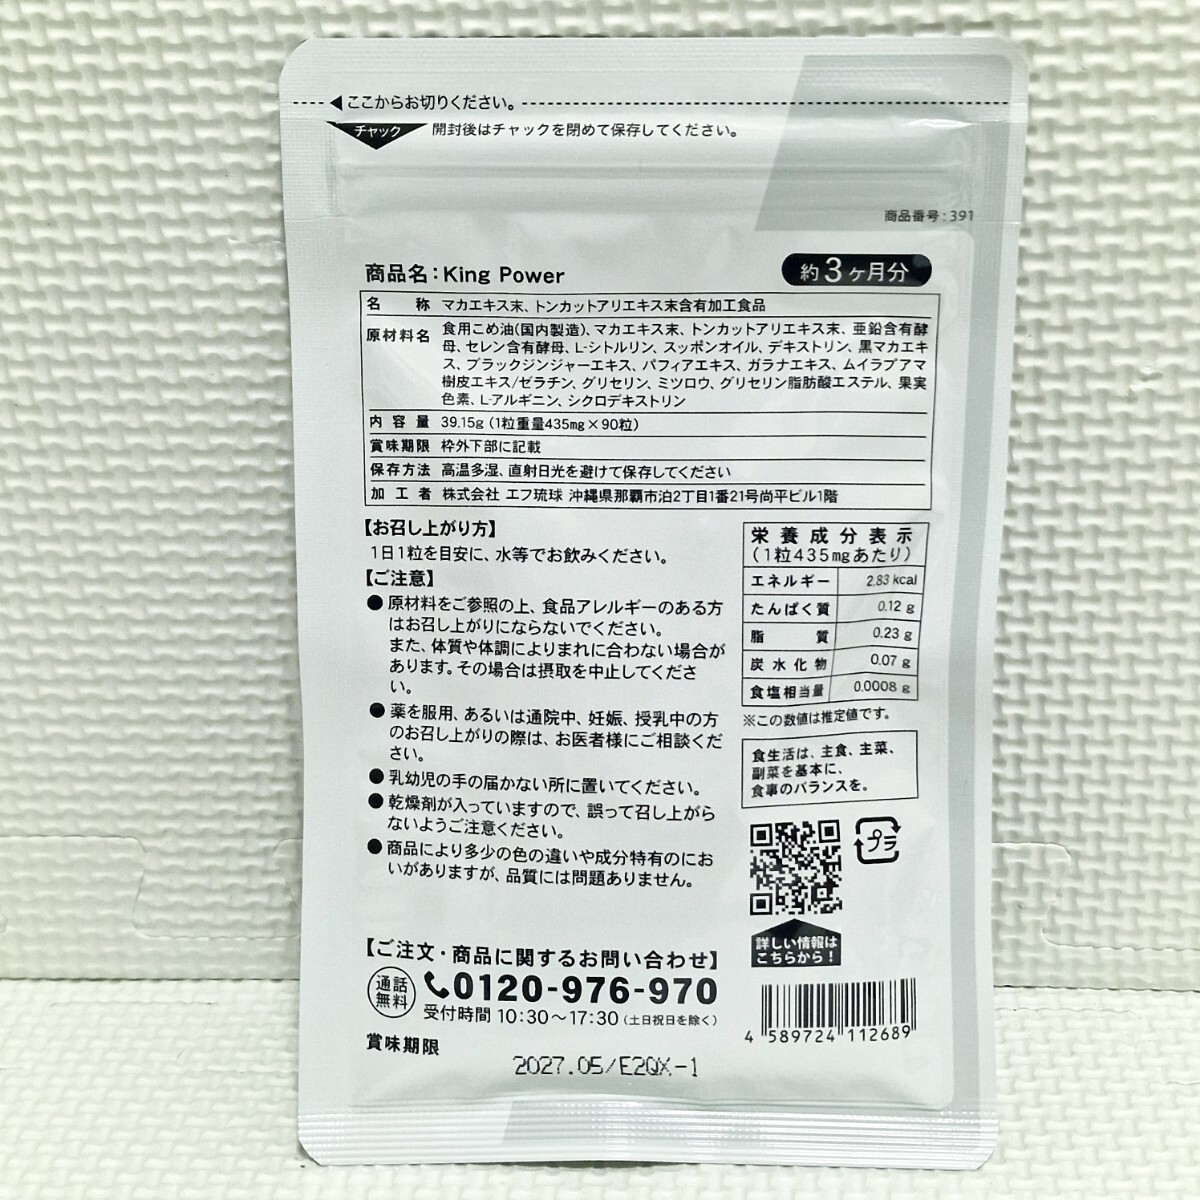 ここからお切りください。
チャック 開封後はチャックを閉めて保存してください。
商品番号:391
商品名:King Power
約3ヶ月分
名称 マカエキス末、トンカットアリエキス末含有加工食品
原材料名 食用こめ油(国内製造)、マカエキス末、トンカットアリエキス末、亜鉛含有酵
母、セレン含有酵母、L-シトルリン、スッポンオイル、デキストリン、黒マカエキ
ス、ブラックジンジャーエキス、パフィアエキス、ガラナエキス、ムイラプアマ
樹皮エキス/ゼラチン、グリセリン、ミツロウ、グリセリン脂肪酸エステル、果実
色素、L-アルギニン、シクロデキストリン
内容量 39.15g (1粒重量435mg×90粒)
賞味期限 枠外下部に記載
保存方法 高温多湿、直射日光を避けて保存してください
加工者 株式会社 エフ琉球 沖縄県那覇市泊2丁目1番21号尚平ビル1階
【お召し上がり方】
1日1粒を目安に、水等でお飲みください。
【ご注意】
●原材料をご参照の上、食品アレルギーのある方
はお召し上がりにならないでください。
また、体質や体調によりまれに合わない場合が
あります。その場合は摂取を中止してくださ
い。
●薬を服用、あるいは通院中、妊娠、授乳中の方
のお召し上がりの際は、お医者様にご相談くだ
さい。
●乳幼児の手の届かない所に置いてください。
●乾燥剤が入っていますので、誤って召し上がら
ないようご注意ください。
●商品により多少の色の違いや成分特有のにお
いがありますが、品質には問題ありません。
栄養成分表示
(1粒435mgあたり)
エネルギー 2.83 kcal
たんぱく質 0.12 g
脂質 0.23 g
炭水化物 0.07 g
食塩相当量 0.0008 g
※この数値は推定値です。
食生活は、主食、主菜、
副菜を基本に、
食事のバランスを。
プラ
詳しい情報は
こちらから!
【ご注文・商品に関するお問い合わせ】
通話
無料
0120-976-970
受付時間 10:30～17:30 (土日祝日を除く)
4 589724 112689
賞味期限
2027.05/E2QX-1